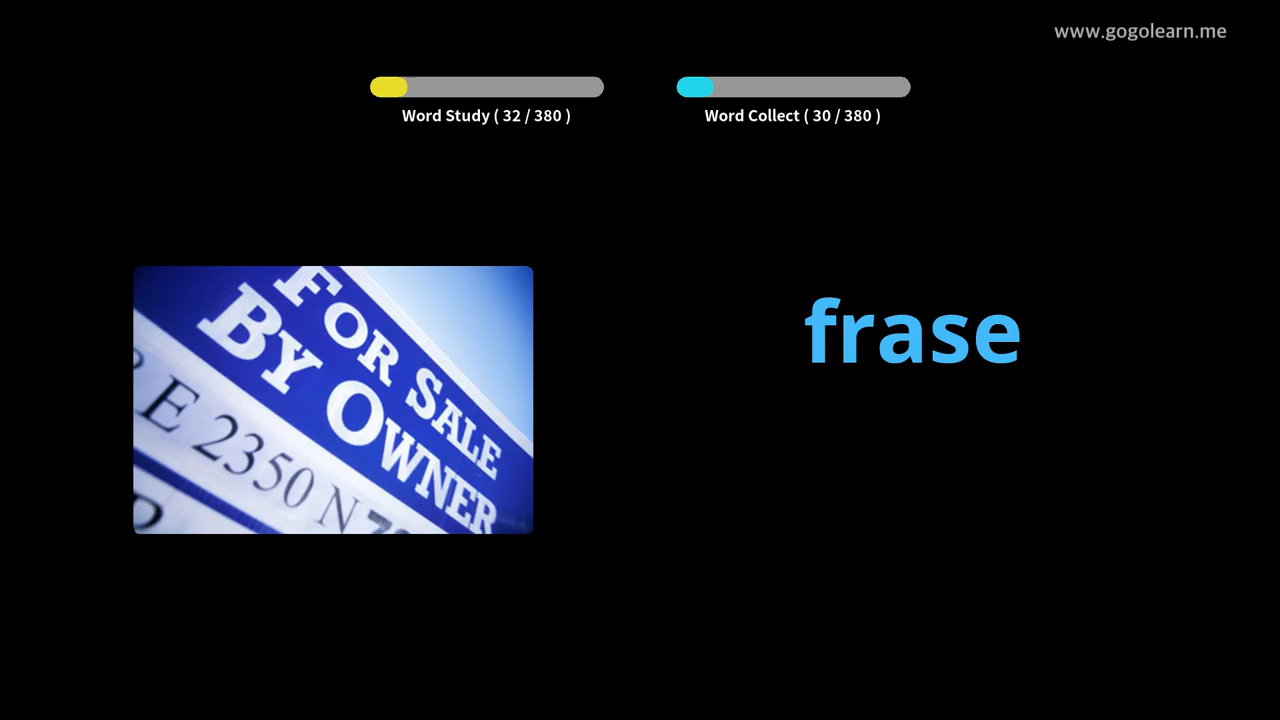 www.gogolearn.me
Word Study ( 32 / 380 )
Word Collect ( 30 / 380 )
FOR SALE
BY OWNER
E 2350 N
frase